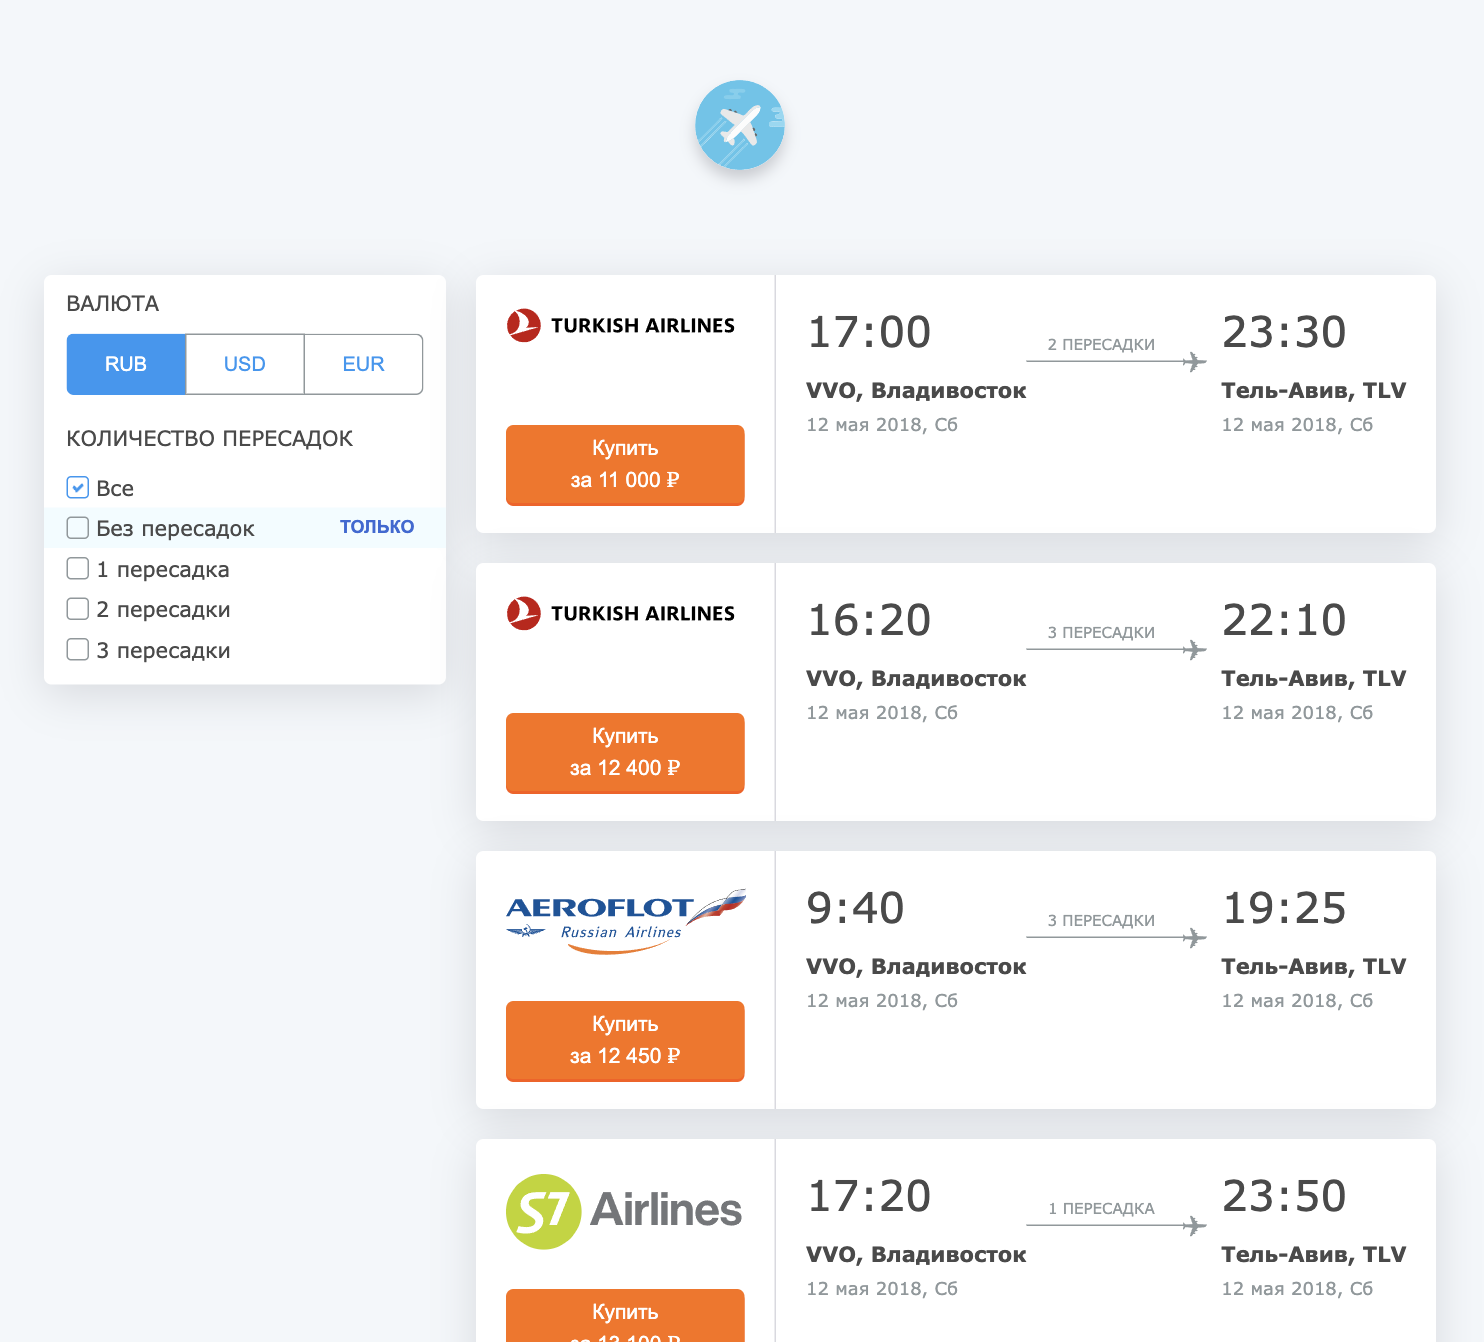 ВАЛЮТА
RUB USD EUR
КОЛИЧЕСТВО ПЕРЕСАДОК
Все
Без пересадок ТОЛЬКО
1 пересадка
2 пересадки
3 пересадки
TURKISH AIRLINES
Купить
за 11 000 ₽
17:00 2 ПЕРЕСАДКИ 23:30
VVO, Владивосток Тель-Авив, TLV
12 мая 2018, Сб 12 мая 2018, Сб
TURKISH AIRLINES
Купить
за 12 400 ₽
16:20 3 ПЕРЕСАДКИ 22:10
VVO, Владивосток Тель-Авив, TLV
12 мая 2018, Сб 12 мая 2018, Сб
AEROFLOT
Russian Airlines
Купить
за 12 450 ₽
9:40 3 ПЕРЕСАДКИ 19:25
VVO, Владивосток Тель-Авив, TLV
12 мая 2018, Сб 12 мая 2018, Сб
S7 Airlines
Купить
за 13 100 ₽
17:20 1 ПЕРЕСАДКА 23:50
VVO, Владивосток Тель-Авив, TLV
12 мая 2018, Сб 12 мая 2018, Сб